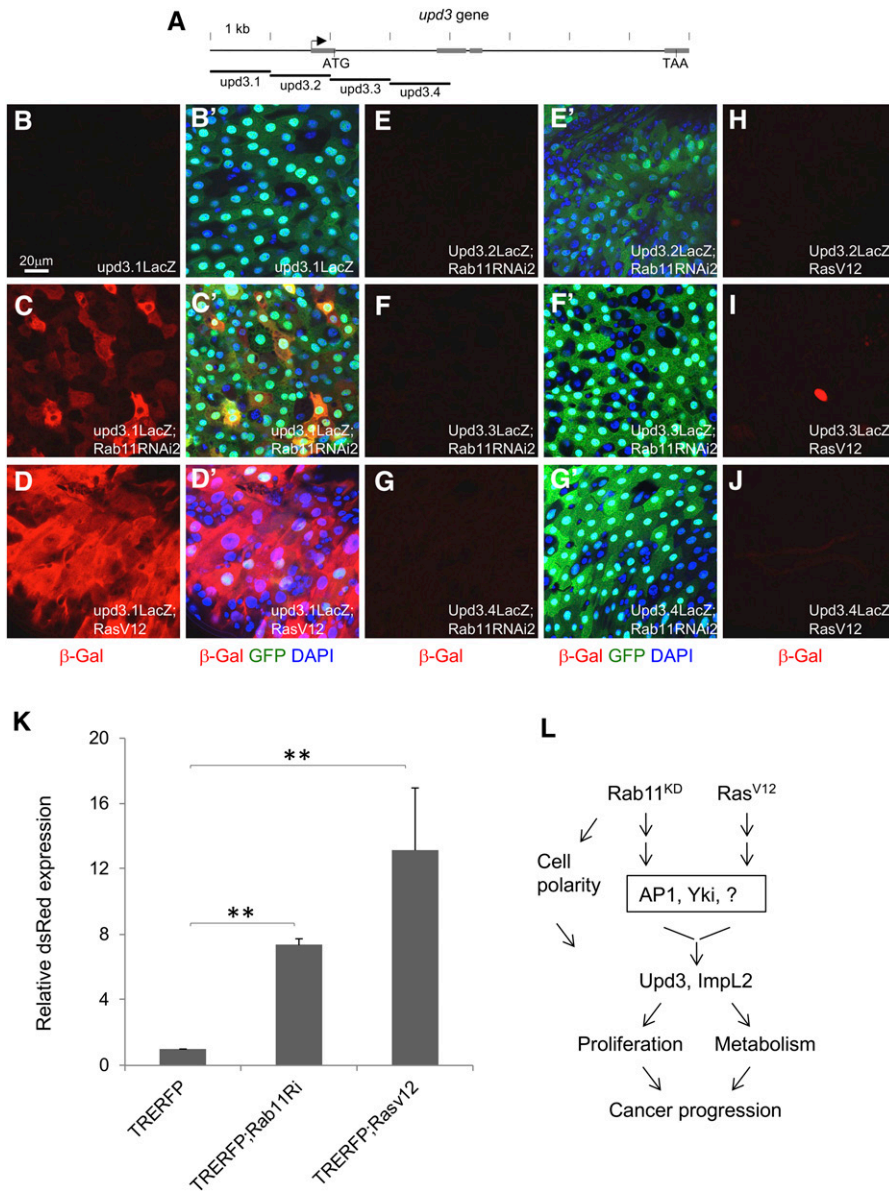 A
upd3 gene
1 kb
ATG
TAA
upd3.1
upd3.2
upd3.3
upd3.4
B
20μm
upd3.1LacZ
B'
upd3.1LacZ
E
Upd3.2LacZ;
Rab11RNAi2
E'
Upd3.2LacZ;
Rab11RNAi2
H
Upd3.2LacZ
RasV12
C
upd3.1LacZ;
Rab11RNAi2
C'
upd3.1LacZ;
Rab11RNAi2
F
Upd3.3LacZ;
Rab11RNAi2
F'
Upd3.3LacZ;
Rab11RNAi2
I
Upd3.3LacZ
RasV12
D
upd3.1LacZ;
RasV12
D'
upd3.1LacZ;
RasV12
G
Upd3.4LacZ;
Rab11RNAi2
G'
Upd3.4LacZ;
Rab11RNAi2
J
Upd3.4LacZ
RasV12
β-Gal
β-Gal GFP DAPI
β-Gal
β-Gal GFP DAPI
β-Gal
K
Relative dsRed expression
20
16
12
8
4
0
**
**
TRERFP
TRERFP;Rab11Ri
TRERFP;Rasv12
L
Rab11KD
RasV12
Cell
polarity
AP1, Yki, ?
Upd3, ImpL2
Proliferation
Metabolism
Cancer progression